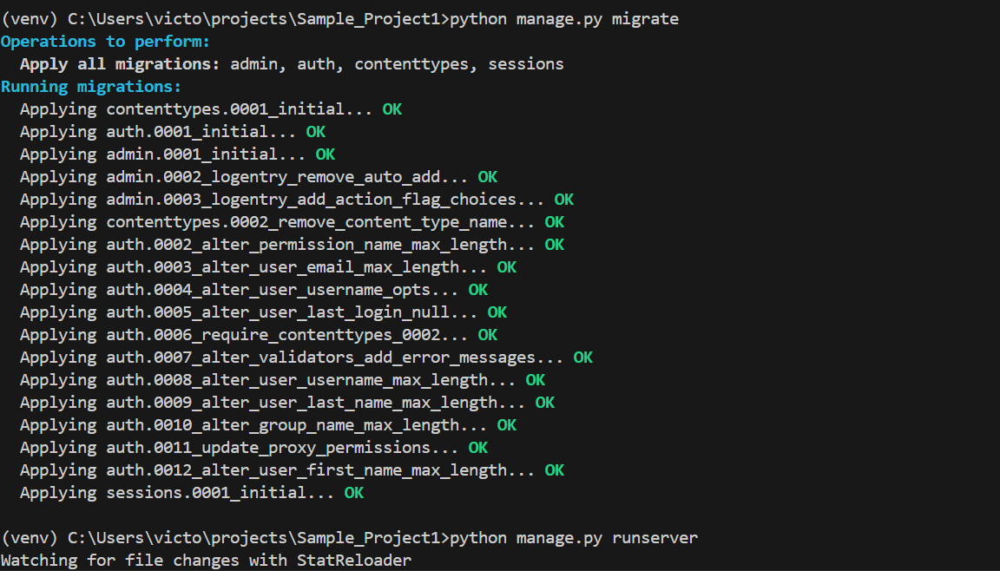 (venv) C:\Users\victo\projects\Sample_Project1>python manage.py migrate
Operations to perform:
  Apply all migrations: admin, auth, contenttypes, sessions
Running migrations:
  Applying contenttypes.0001_initial... OK
  Applying auth.0001_initial... OK
  Applying admin.0001_initial... OK
  Applying admin.0002_logentry_remove_auto_add... OK
  Applying admin.0003_logentry_add_action_flag_choices... OK
  Applying contenttypes.0002_remove_content_type_name... OK
  Applying auth.0002_alter_permission_name_max_length... OK
  Applying auth.0003_alter_user_email_max_length... OK
  Applying auth.0004_alter_user_username_opts... OK
  Applying auth.0005_alter_user_last_login_null... OK
  Applying auth.0006_require_contenttypes_0002... OK
  Applying auth.0007_alter_validators_add_error_messages... OK
  Applying auth.0008_alter_user_username_max_length... OK
  Applying auth.0009_alter_user_last_name_max_length... OK
  Applying auth.0010_alter_group_name_max_length... OK
  Applying auth.0011_update_proxy_permissions... OK
  Applying auth.0012_alter_user_first_name_max_length... OK
  Applying sessions.0001_initial... OK
(venv) C:\Users\victo\projects\Sample_Project1>python manage.py runserver
Watching for file changes with StatReloader